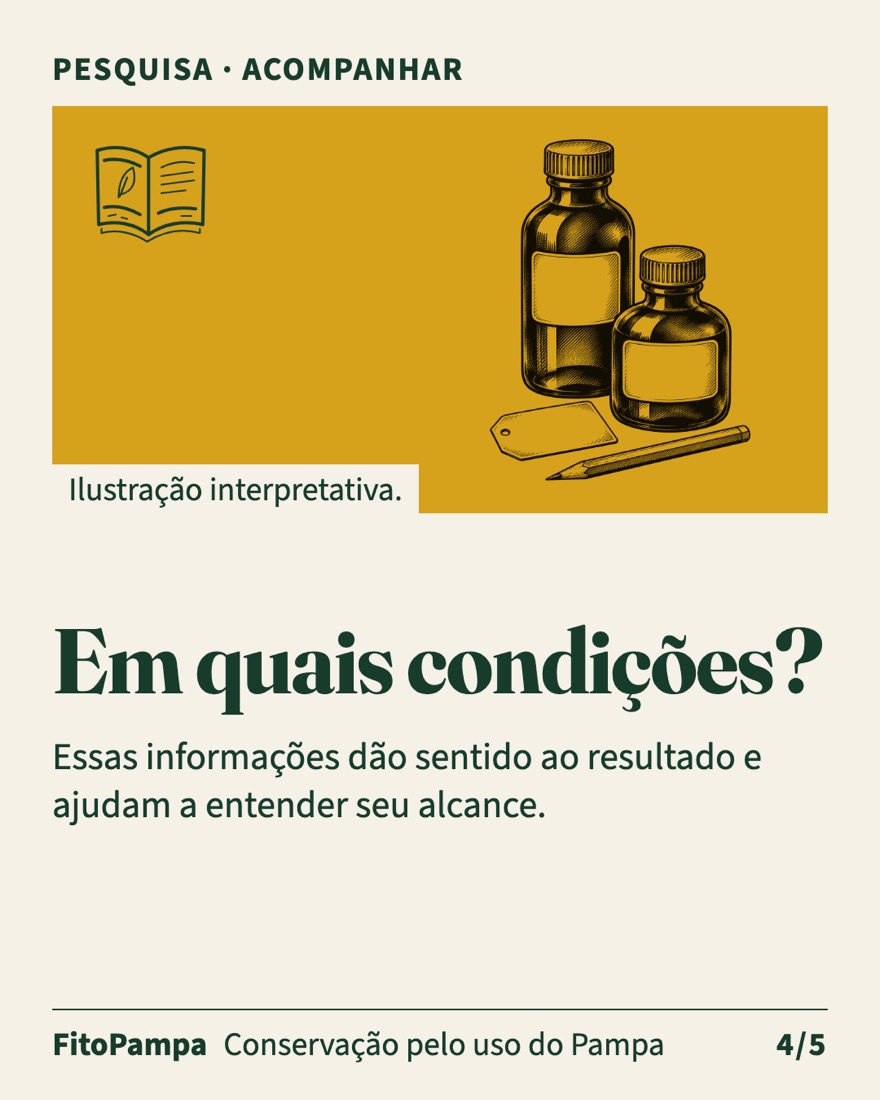 PESQUISA · ACOMPANHAR
Ilustração interpretativa.
Em quais condições?
Essas informações dão sentido ao resultado e
ajudam a entender seu alcance.
FitoPampa Conservação pelo uso do Pampa 4/5